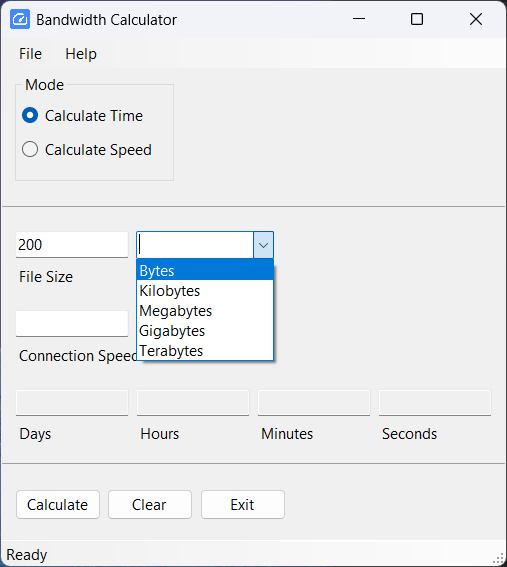 Bandwidth Calculator
File Help
Mode
Calculate Time
Calculate Speed
200
File Size
Bytes
Kilobytes
Megabytes
Gigabytes
Terabytes
Connection Speed
Days Hours Minutes Seconds
Calculate Clear Exit
Ready